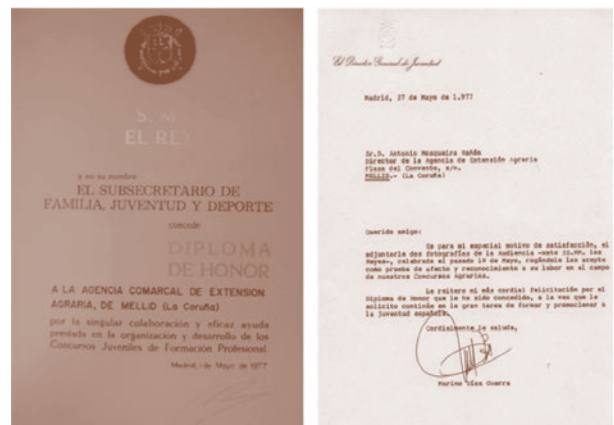 S. M.
EL REY
y en su nombre
EL SUBSECRETARIO DE
FAMILIA, JUVENTUD Y DEPORTE
concede
DIPLOMA
DE HONOR
A LA AGENCIA COMARCAL DE EXTENSION
AGRARIA, DE MELLID (La Coruña)
por la singular colaboración y eficaz ayuda
prestada en la organización y desarrollo de los
Concursos Juveniles de Formación Profesional.
Madrid, 1 de Mayo de 1977
El Director General de Juventud
Madrid, 27 de Mayo de 1.977
Sr.D. Antonio Mosqueira
Director de la Agencia de Extensión Agraria
Plaza del Convento, s/n.
MELLID.- (La Coruña)
Querido amigo:
Es para mi especial motivo de satisfacción, el
adjuntarle dos fotografías de la Audiencia -ante SS.MM. los
Reyes-, celebrada el pasado 1º de Mayo, rogándole las acepte
como prueba de afecto y reconocimiento a su labor en el campo
de nuestros Concursos Agrarios.
Le reitero mi más cordial felicitación por el
Diploma de Honor que le ha sido concedido, a la vez que le
solicito continúe en la gran tarea de formar y promocionar a
la juventud española.
Cordialmente le saluda,
Marino Díaz Guerra